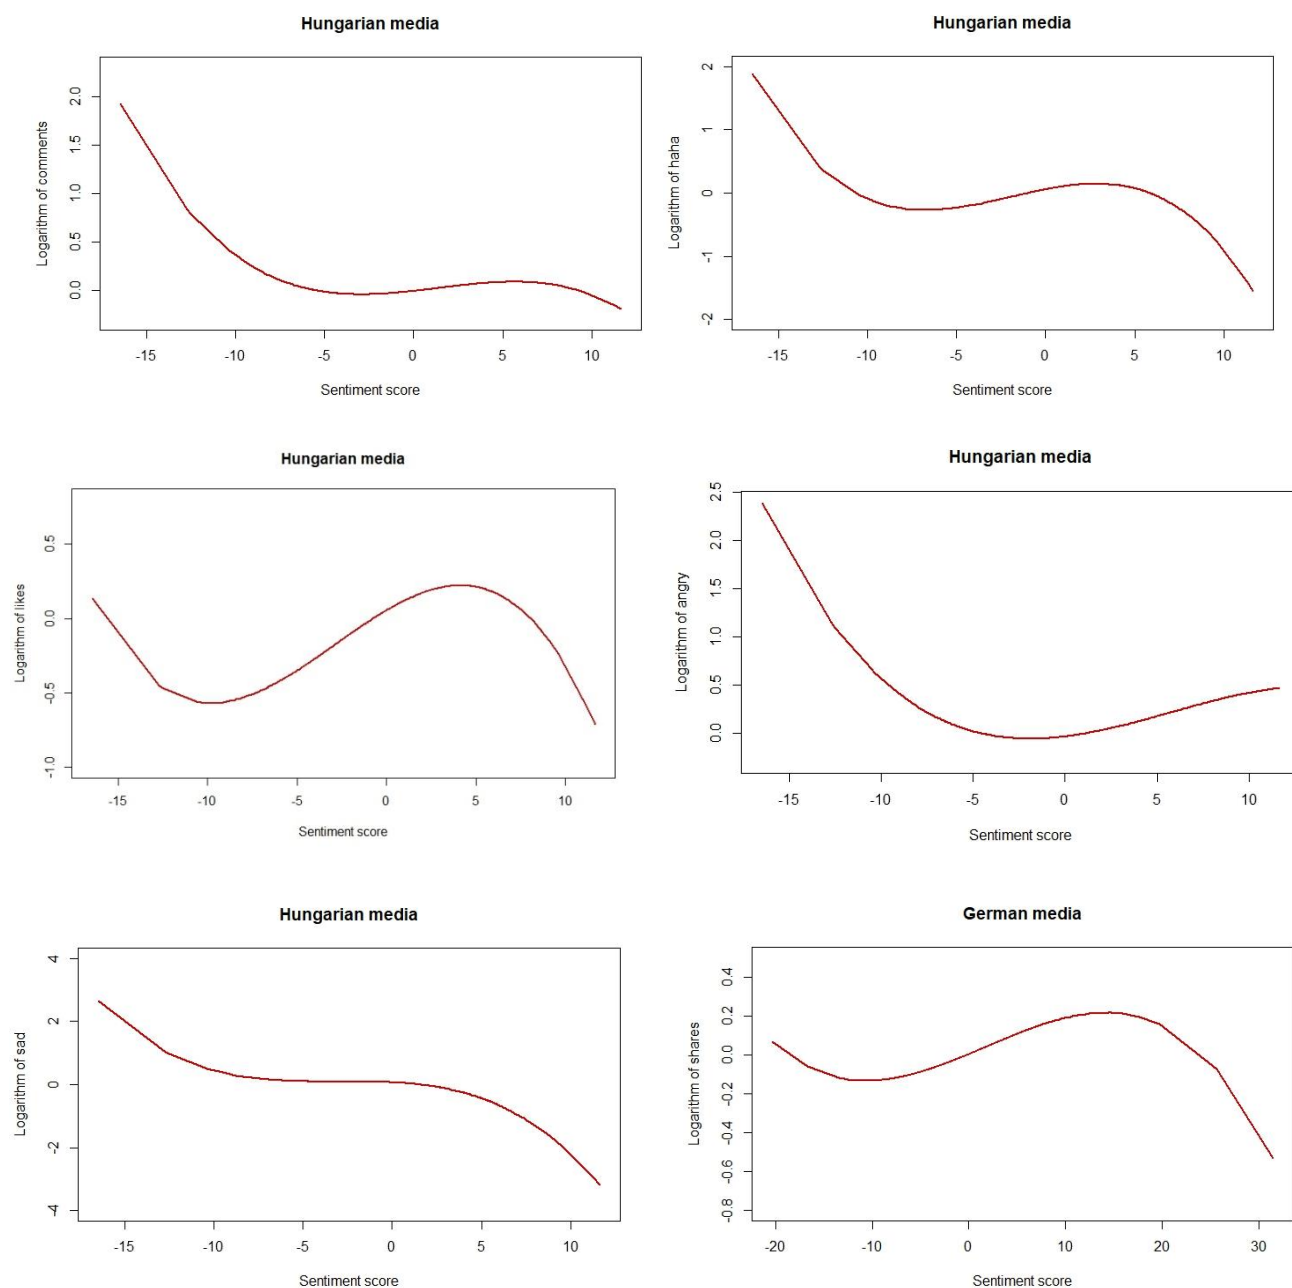 Hungarian media
Logarithm of comments
2.0
1.5
1.0
0.5
0.0
-15 -10 -5 0 5 10
Sentiment score
Hungarian media
Logarithm of haha
2
1
0
-1
-2
-15 -10 -5 0 5 10
Sentiment score
Hungarian media
Logarithm of likes
0.5
0.0
-0.5
-1.0
-15 -10 -5 0 5 10
Sentiment score
Hungarian media
Logarithm of angry
2.5
2.0
1.5
1.0
0.5
0.0
-15 -10 -5 0 5 10
Sentiment score
Hungarian media
Logarithm of sad
4
2
0
-2
-4
-15 -10 -5 0 5 10
Sentiment score
German media
Logarithm of shares
0.4
0.2
0.0
-0.2
-0.4
-0.6
-0.8
-20 -10 0 10 20 30
Sentiment score